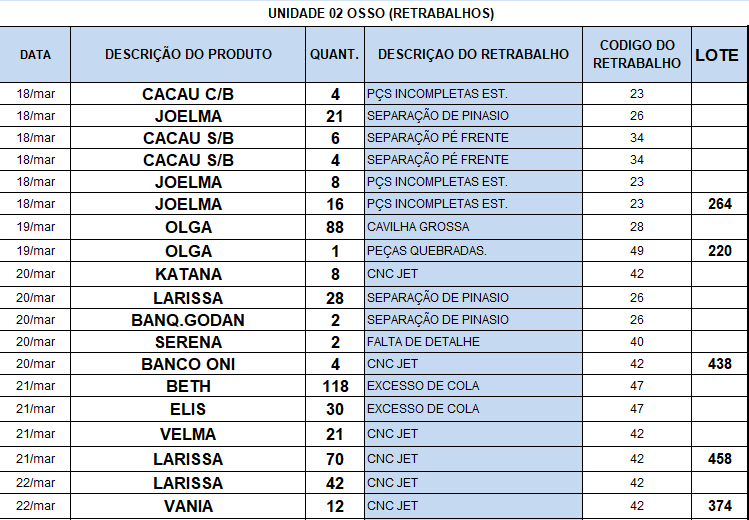 UNIDADE 02 OSSO (RETRABALHOS)
DATA DESCRIÇÃO DO PRODUTO QUANT. DESCRIÇAO DO RETRABALHO CODIGO DO RETRABALHO LOTE
18/mar CACAU C/B 4 PÇS INCOMPLETAS EST. 23
18/mar JOELMA 21 SEPARAÇÃO DE PINASIO 26
18/mar CACAU S/B 6 SEPARAÇÃO PÉ FRENTE 34
18/mar CACAU S/B 4 SEPARAÇÃO PÉ FRENTE 34
18/mar JOELMA 8 PÇS INCOMPLETAS EST. 23
18/mar JOELMA 16 PÇS INCOMPLETAS EST. 23 264
19/mar OLGA 88 CAVILHA GROSSA 28
19/mar OLGA 1 PEÇAS QUEBRADAS. 49 220
20/mar KATANA 8 CNC JET 42
20/mar LARISSA 28 SEPARAÇÃO DE PINASIO 26
20/mar BANQ.GODAN 2 SEPARAÇÃO DE PINASIO 26
20/mar SERENA 2 FALTA DE DETALHE 40
20/mar BANCO ONI 4 CNC JET 42 438
21/mar BETH 118 EXCESSO DE COLA 47
21/mar ELIS 30 EXCESSO DE COLA 47
21/mar VELMA 21 CNC JET 42
21/mar LARISSA 70 CNC JET 42 458
22/mar LARISSA 42 CNC JET 42
22/mar VANIA 12 CNC JET 42 374